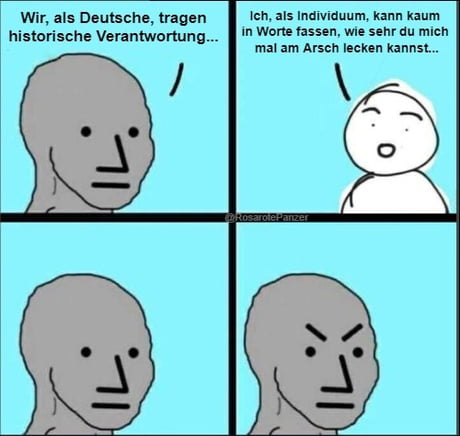 Wir, als Deutsche, tragen
historische Verantwortung...
Ich, als Individuum, kann kaum
in Worte fassen, wie sehr du mich
mal am Arsch lecken kannst...
@RosarotePanzer